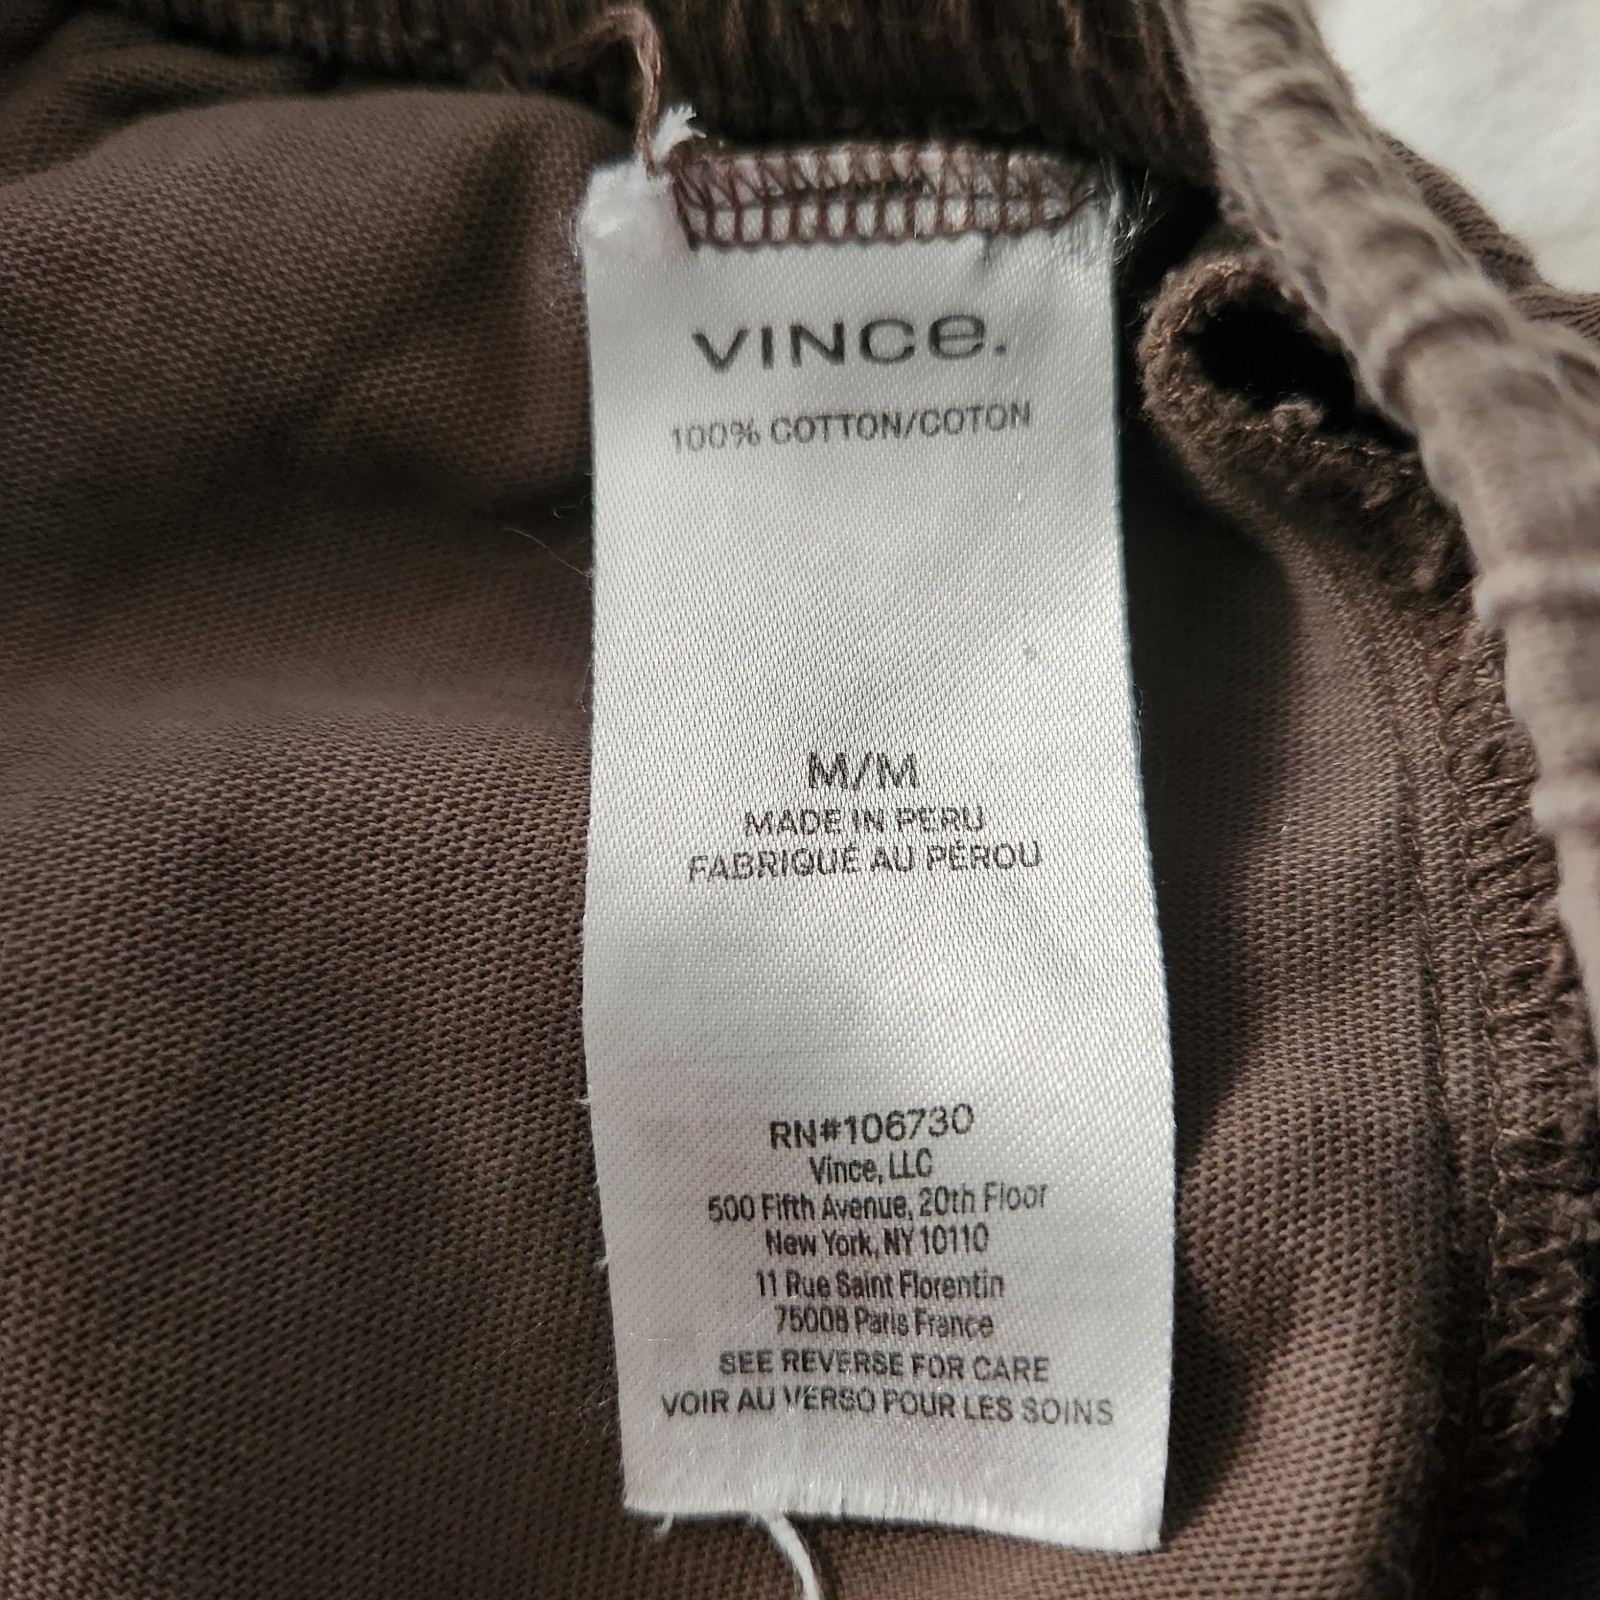 VINCe.
100% COTTON/COTON
M/M
MADE IN PERU
FABRIQUÉ AU PÉROU
RN#106730
Vince, LLC
500 Fifth Avenue, 20th Floor
New York, NY 10110
11 Rue Saint Florentin
75008 Paris France
SEE REVERSE FOR CARE
VOIR AU VERSO POUR LES SOINS